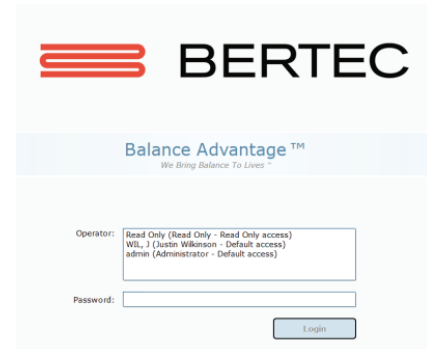 BERTEC
Balance Advantage ™
We Bring Balance To Lives ™
Operator:
Read Only (Read Only - Read Only access)
WIL, J (Justin Wilkinson - Default access)
admin (Administrator - Default access)
Password:
Login